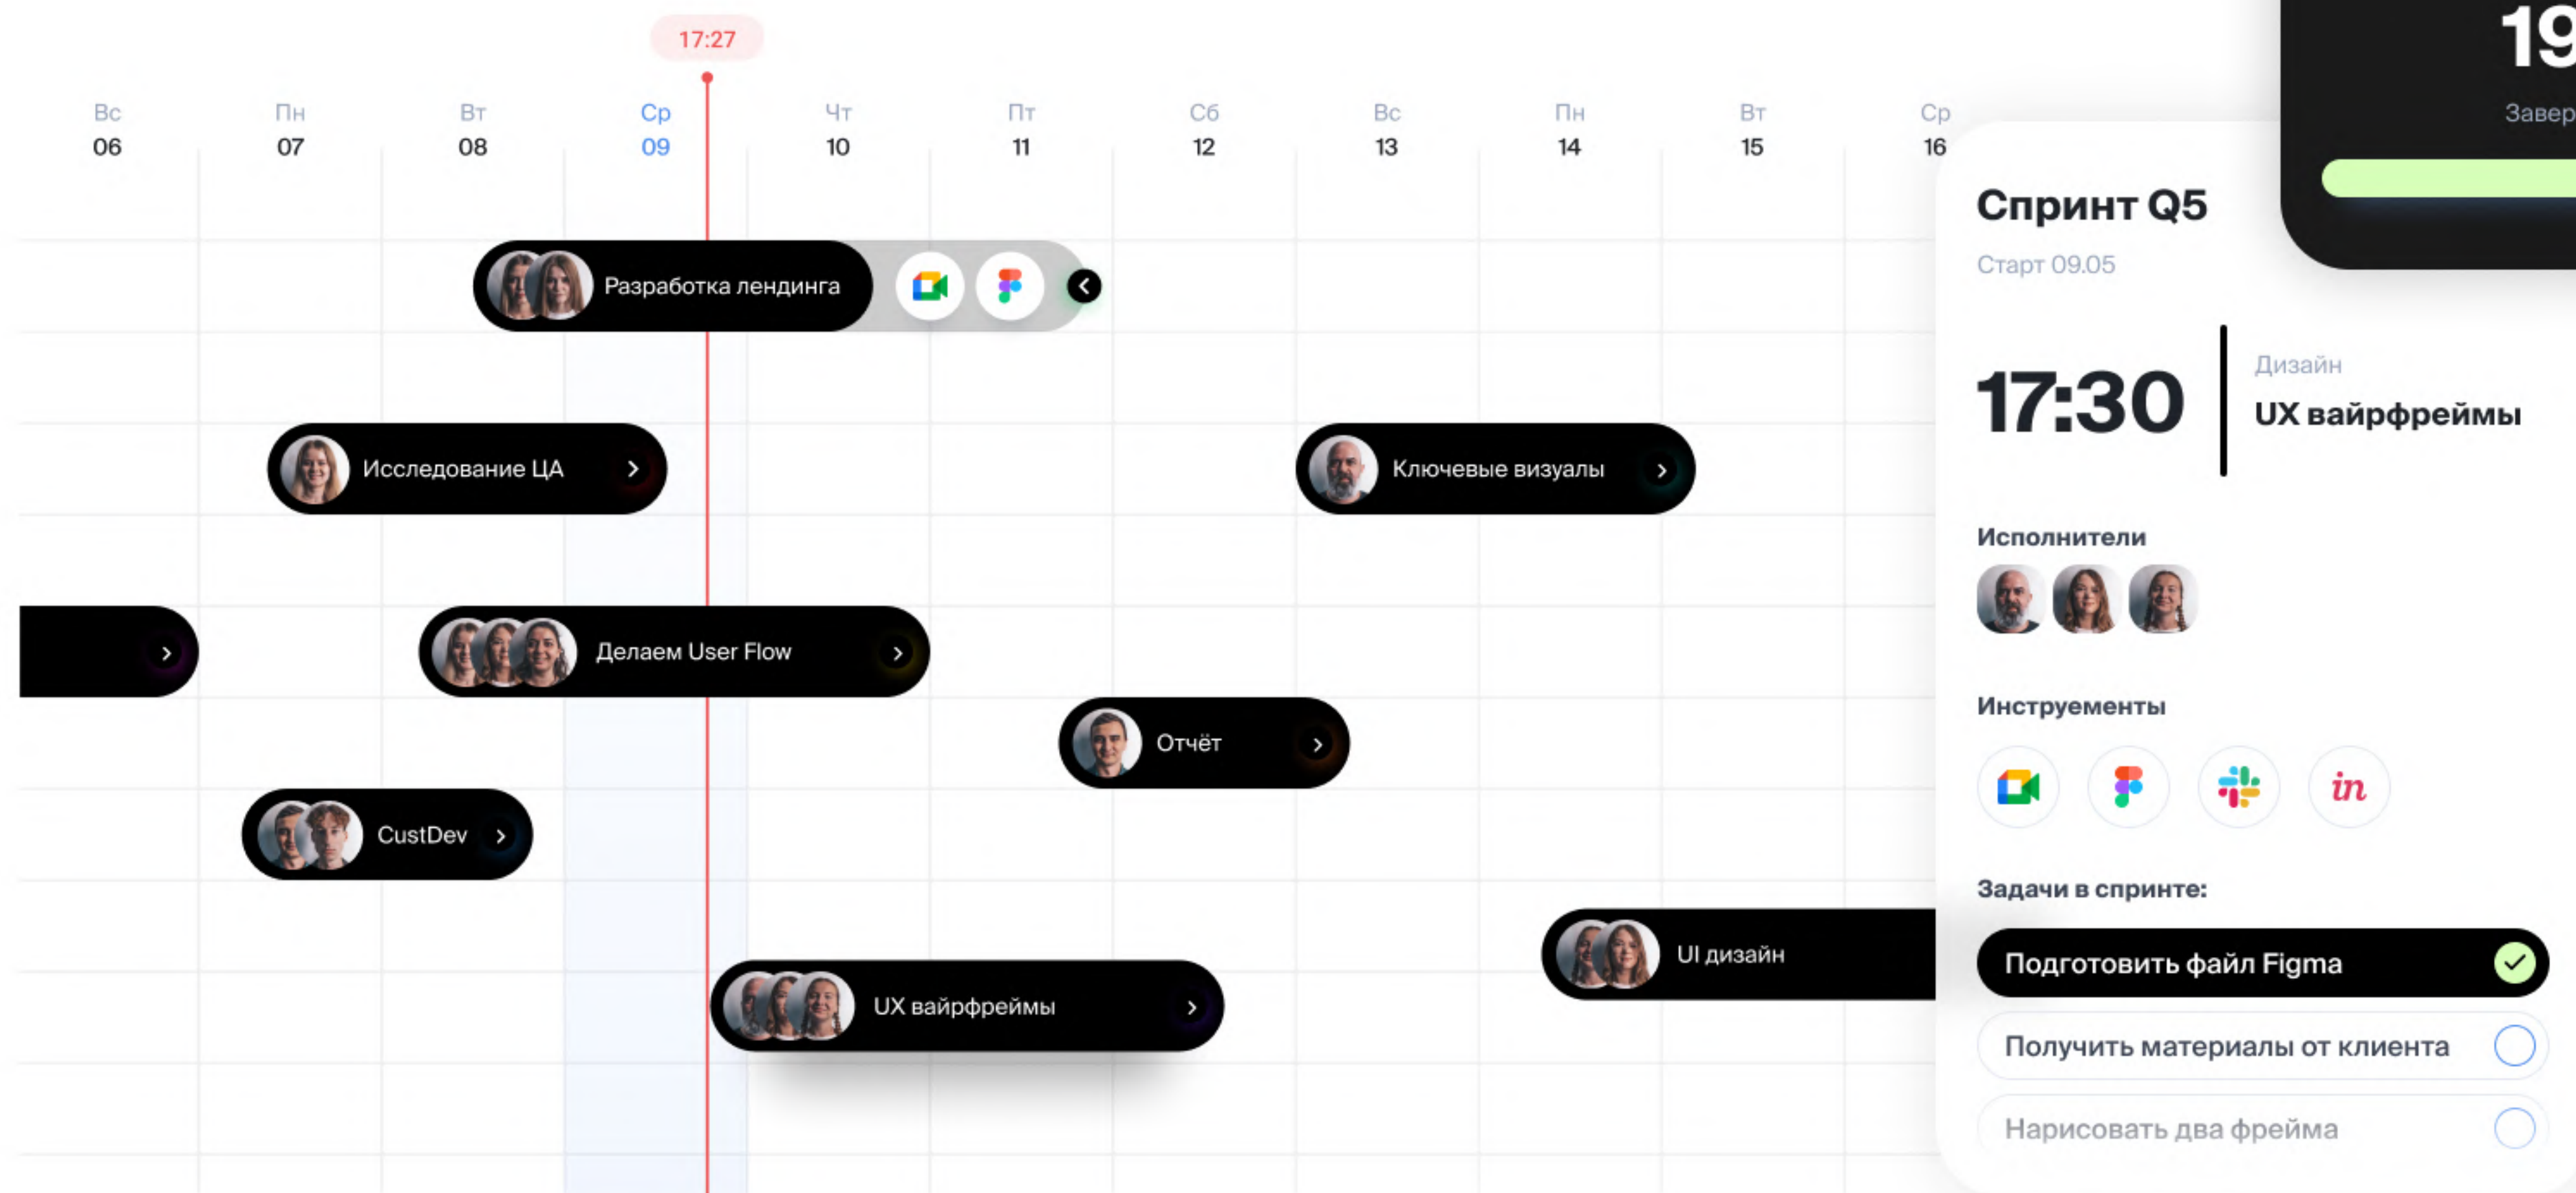 17:27
Вс Пн Вт Ср Чт Пт Сб Вс Пн Вт Ср
06 07 08 09 10 11 12 13 14 15 16
Разработка лендинга
Исследование ЦА
Ключевые визуалы
Делаем User Flow
Отчёт
CustDev
UI дизайн
UX вайрфреймы
19
Завер
Спринт Q5
Старт 09.05
17:30
Дизайн
UX вайрфреймы
Исполнители
Инструементы
in
Задачи в спринте:
Подготовить файл Figma
Получить материалы от клиента
Нарисовать два фрейма